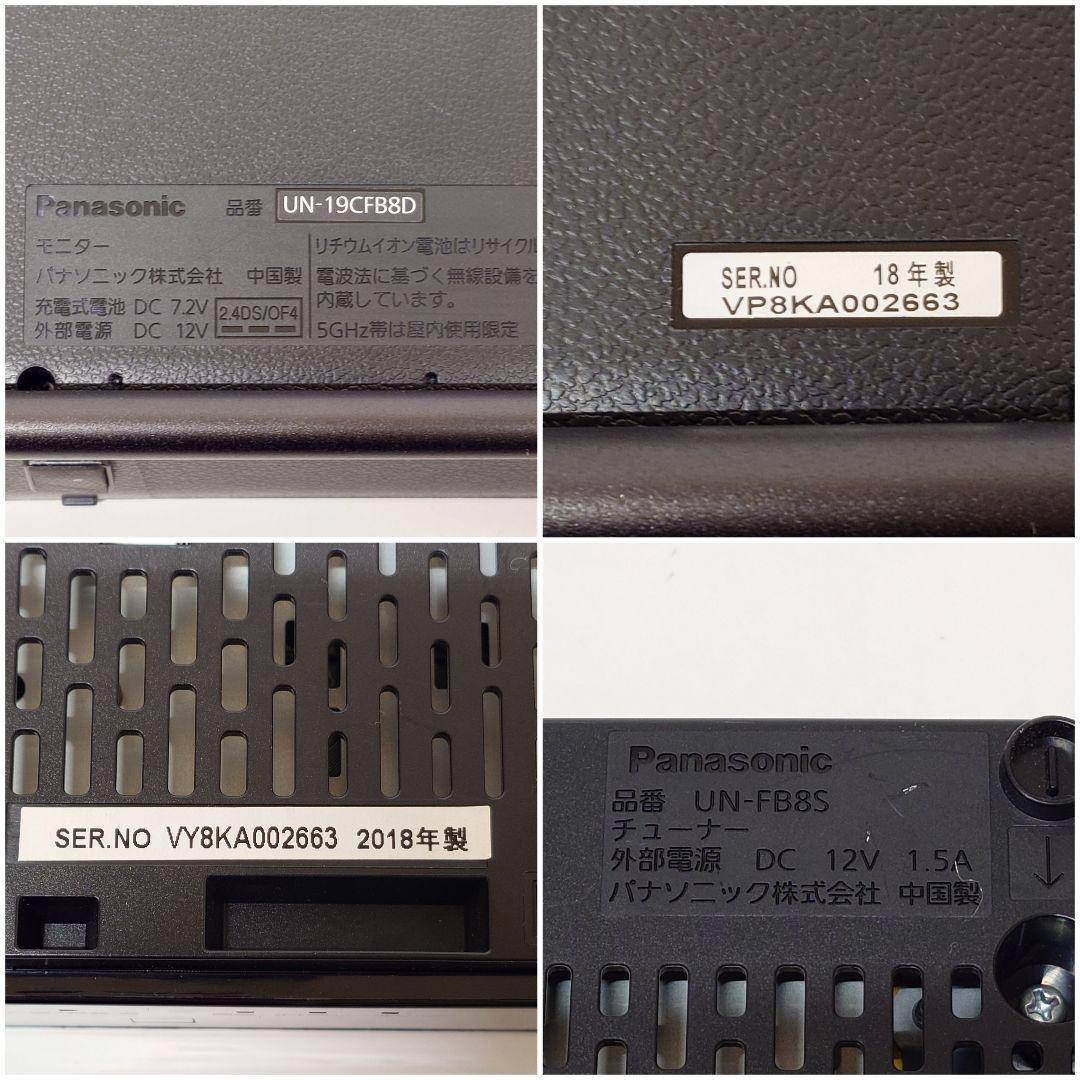 Panasonic 品番 UN-19CFB8D
モニター
パナソニック株式会社 中国製
充電式電池 DC 7.2V
外部電源 DC 12V
2.4DS/OF4
リチウムイオン電池はリサイクル
電波法に基づく無線設備を
内蔵しています。
5GHz帯は屋内使用限定
SER.NO 18年製
VP8KA002663
SER.NO VY8KA002663 2018年製
Panasonic
品番 UN-FB8S
チューナー
外部電源 DC 12V 1.5A
パナソニック株式会社 中国製